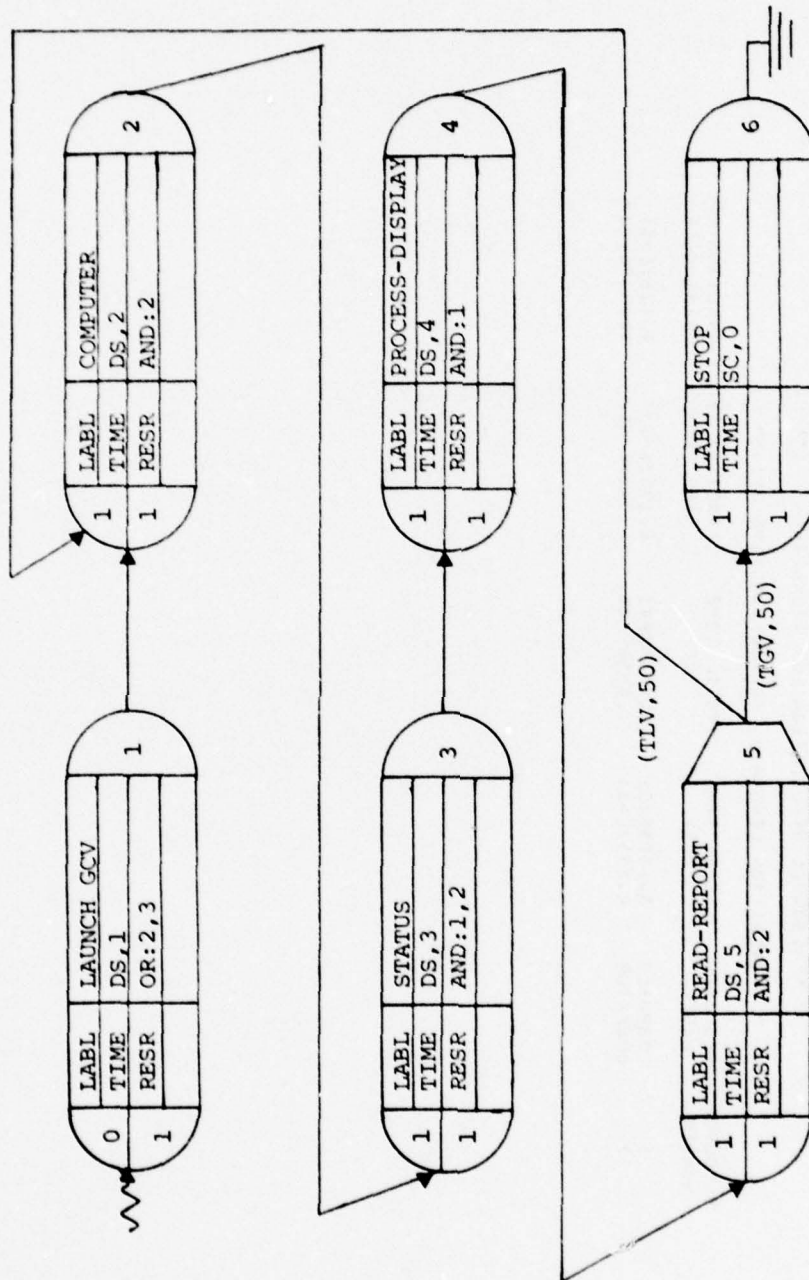 0
1
LABL LAUNCH GCV
TIME DS,1
RESR OR:2,3
1
1
1
LABL COMPUTER
TIME DS,2
RESR AND:2
2
1
1
LABL STATUS
TIME DS,3
RESR AND:1,2
3
1
1
LABL PROCESS-DISPLAY
TIME DS,4
RESR AND:1
4
1
1
LABL READ-REPORT
TIME DS,5
RESR AND:2
5
(TLV,50)
(TGV,50)
1
1
LABL STOP
TIME SC,0
6